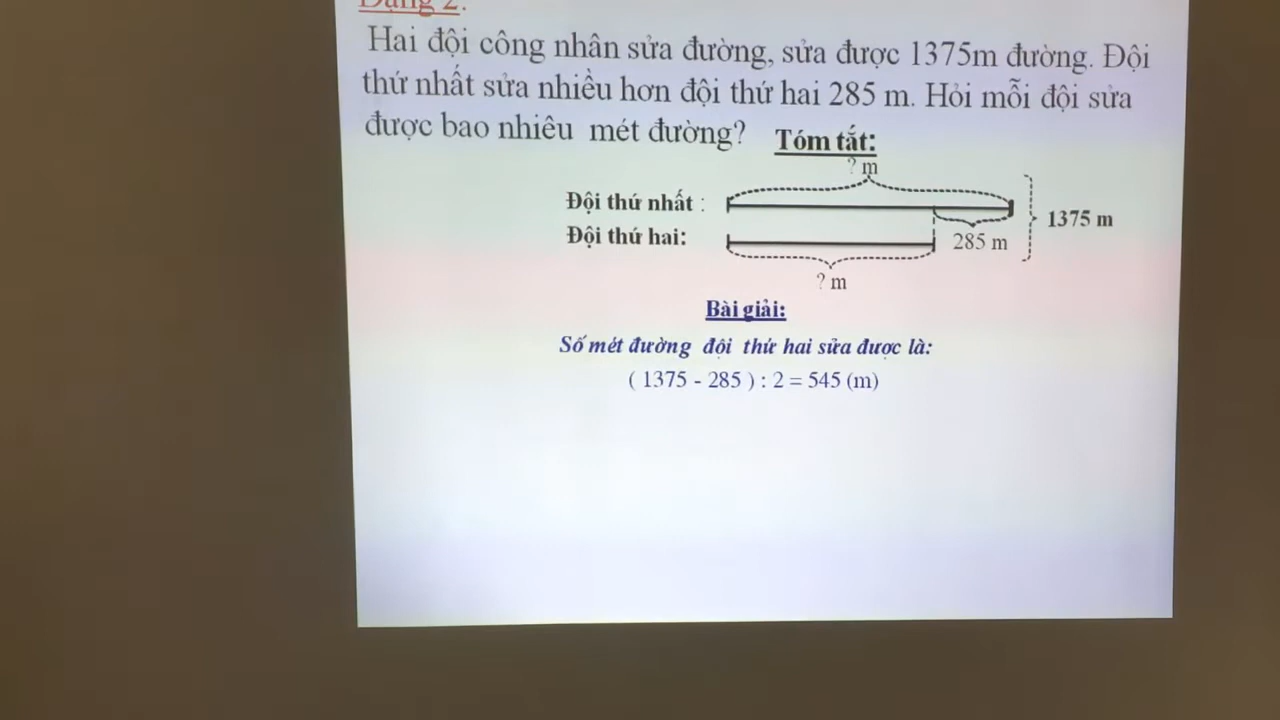 Dạng 2:
Hai đội công nhân sửa đường, sửa được 1375m đường. Đội
thứ nhất sửa nhiều hơn đội thứ hai 285 m. Hỏi mỗi đội sửa
được bao nhiêu mét đường?
Tóm tắt:
? m
Đội thứ nhất :
1375 m
Đội thứ hai:
285 m
? m
Bài giải:
Số mét đường đội thứ hai sửa được là:
( 1375 - 285 ) : 2 = 545 (m)